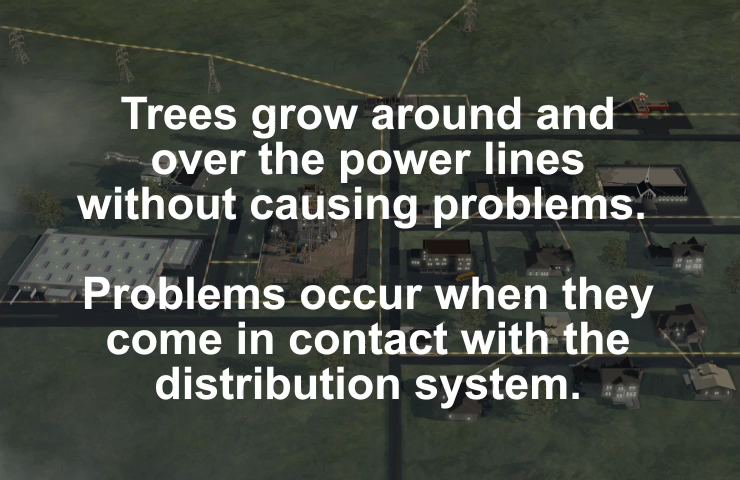 Trees grow around and
over the power lines
without causing problems.
Problems occur when they
come in contact with the
distribution system.